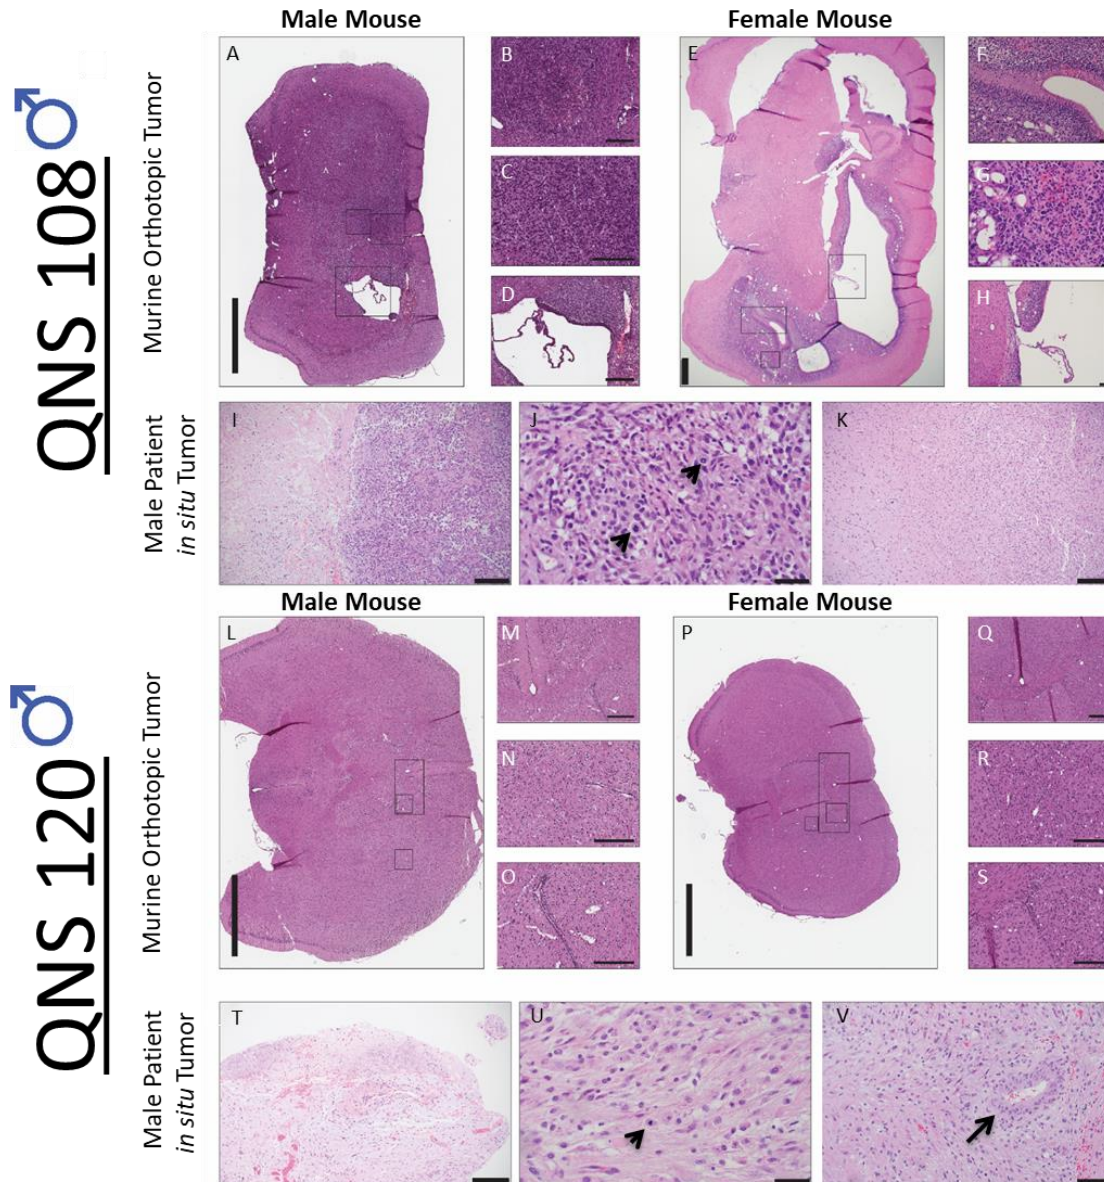 Male Mouse
Female Mouse
QNS 108
Murine Orthotopic Tumor
A
B
C
D
E
F
G
H
Male Patient
in situ Tumor
I
J
K
Male Mouse
Female Mouse
QNS 120
Murine Orthotopic Tumor
L
M
N
O
P
Q
R
S
Male Patient
in situ Tumor
T
U
V